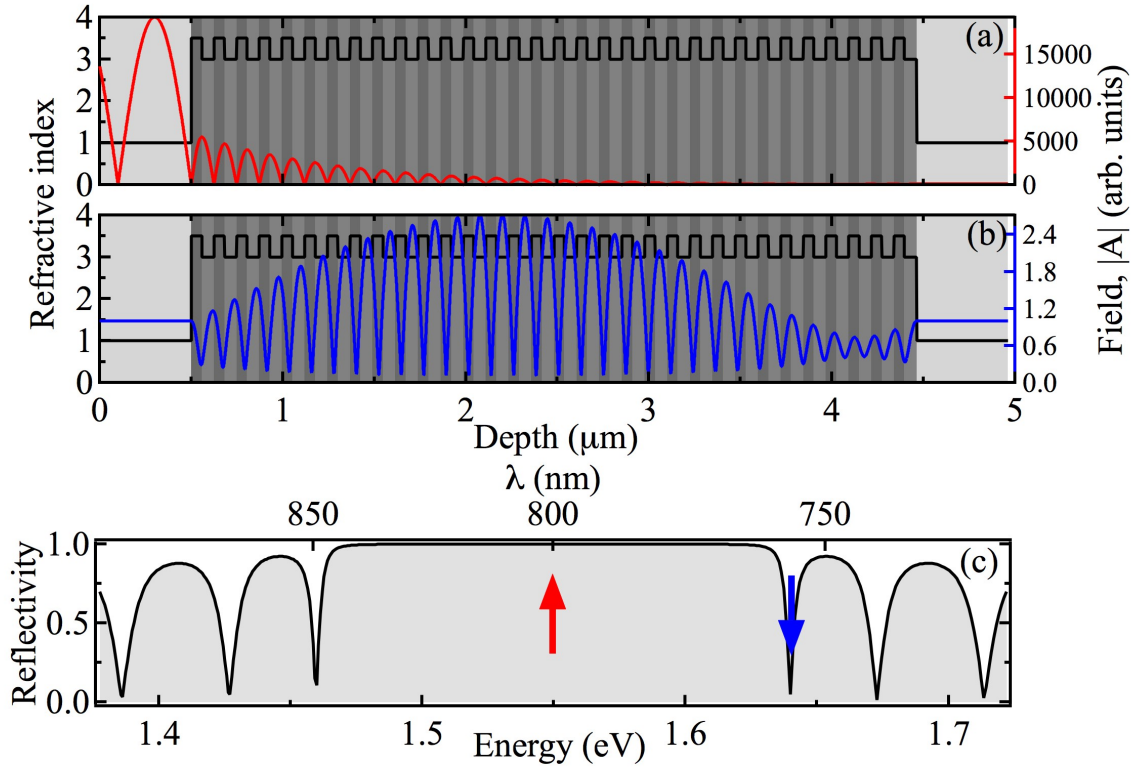 (a)
4
3
2
1
0
15000
10000
5000
0
Refractive index
Field, |A| (arb. units)
(b)
4
3
2
1
0
2.4
1.8
1.2
0.6
0.0
0 1 2 3 4 5
Depth (μm)
λ (nm)
850 800 750
(c)
1.0
0.5
0.0
Reflectivity
1.4 1.5 1.6 1.7
Energy (eV)